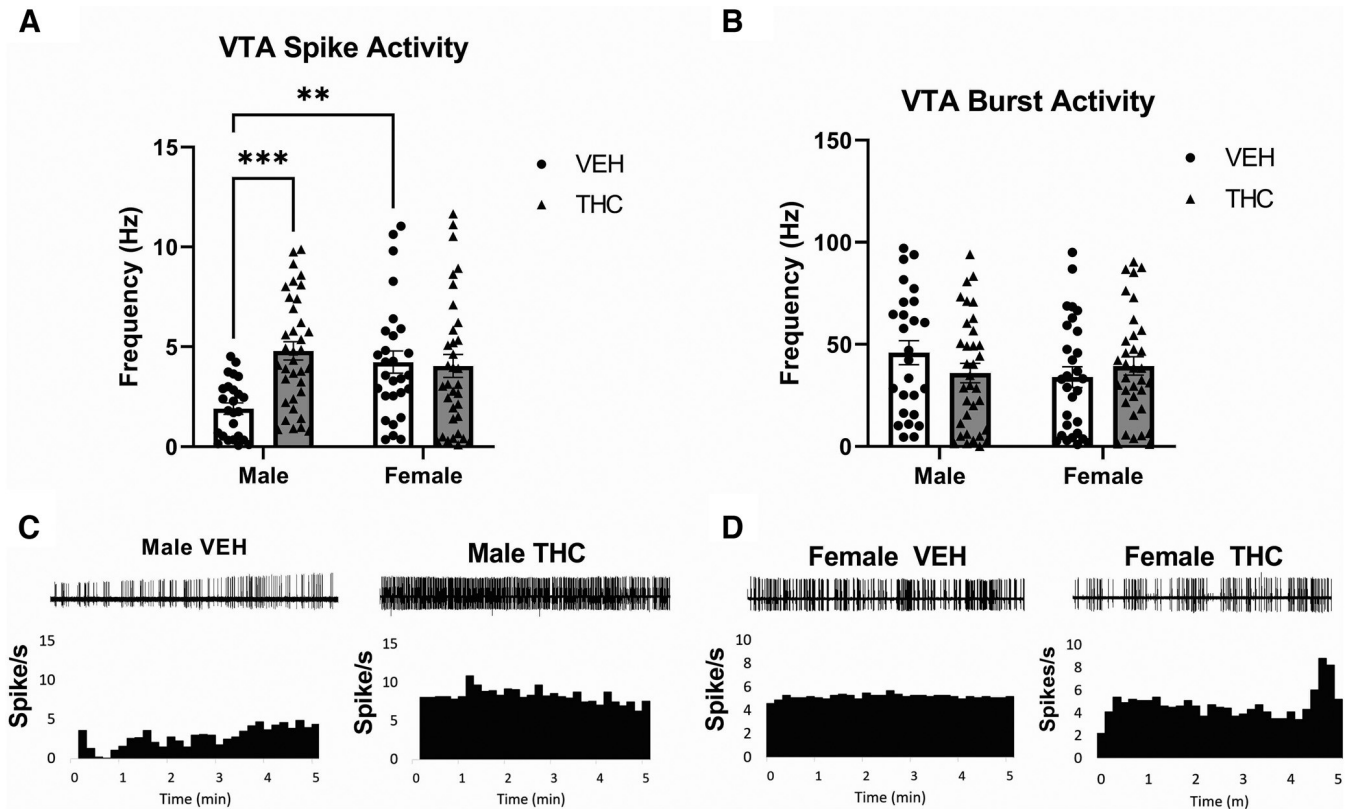 A
VTA Spike Activity
**
***
VEH
THC
Frequency (Hz)
15
10
5
0
Male
Female
B
VTA Burst Activity
VEH
THC
Frequency (Hz)
150
100
50
0
Male
Female
C
Male VEH
Spike/s
15
10
5
0
0 1 2 3 4 5
Time (min)
Male THC
Spike/s
15
10
5
0
0 1 2 3 4 5
Time (min)
D
Female VEH
Spike/s
10
8
6
4
2
0
0 1 2 3 4 5
Time (min)
Female THC
Spikes/s
10
8
6
4
2
0
0 1 2 3 4 5
Time (m)